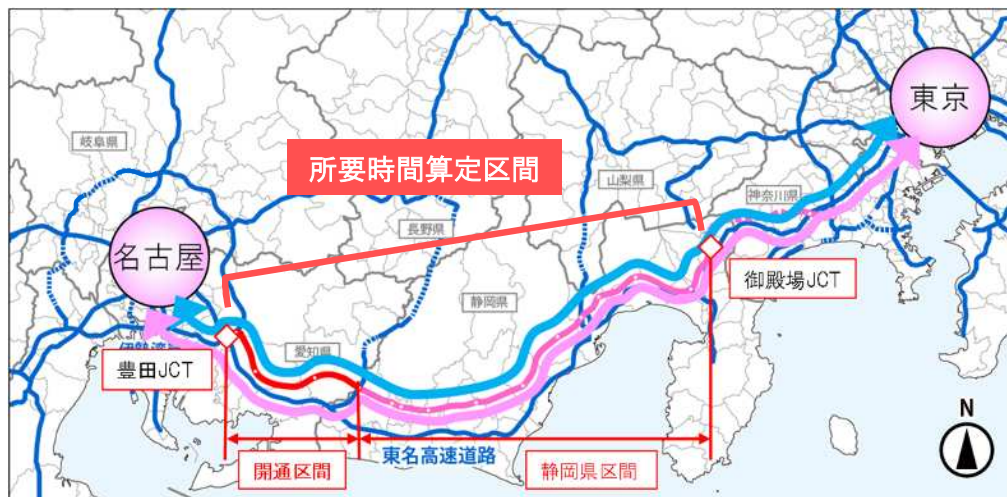 東京
所要時間算定区間
岐阜県
山梨県
神奈川県
長野県
名古屋
静岡県
御殿場JCT
愛知県
豊田JCT
N
東名高速道路
開通区間
静岡県区間